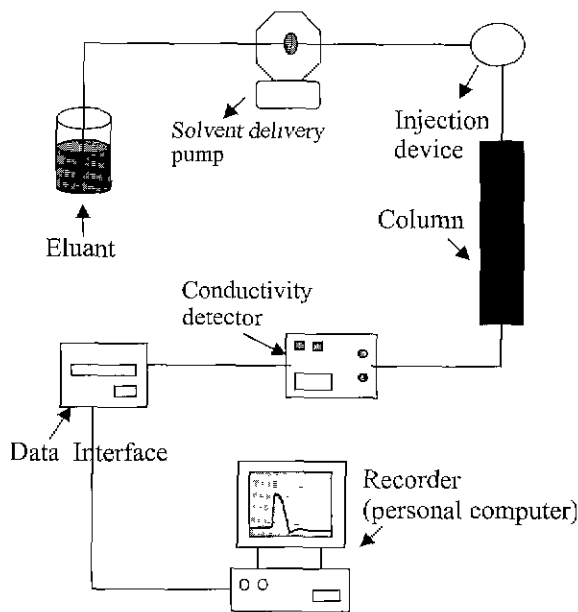 Solvent delivery
pump
Injection
device
Eluant
Column
Conductivity
detector
Data Interface
Recorder
(personal computer)